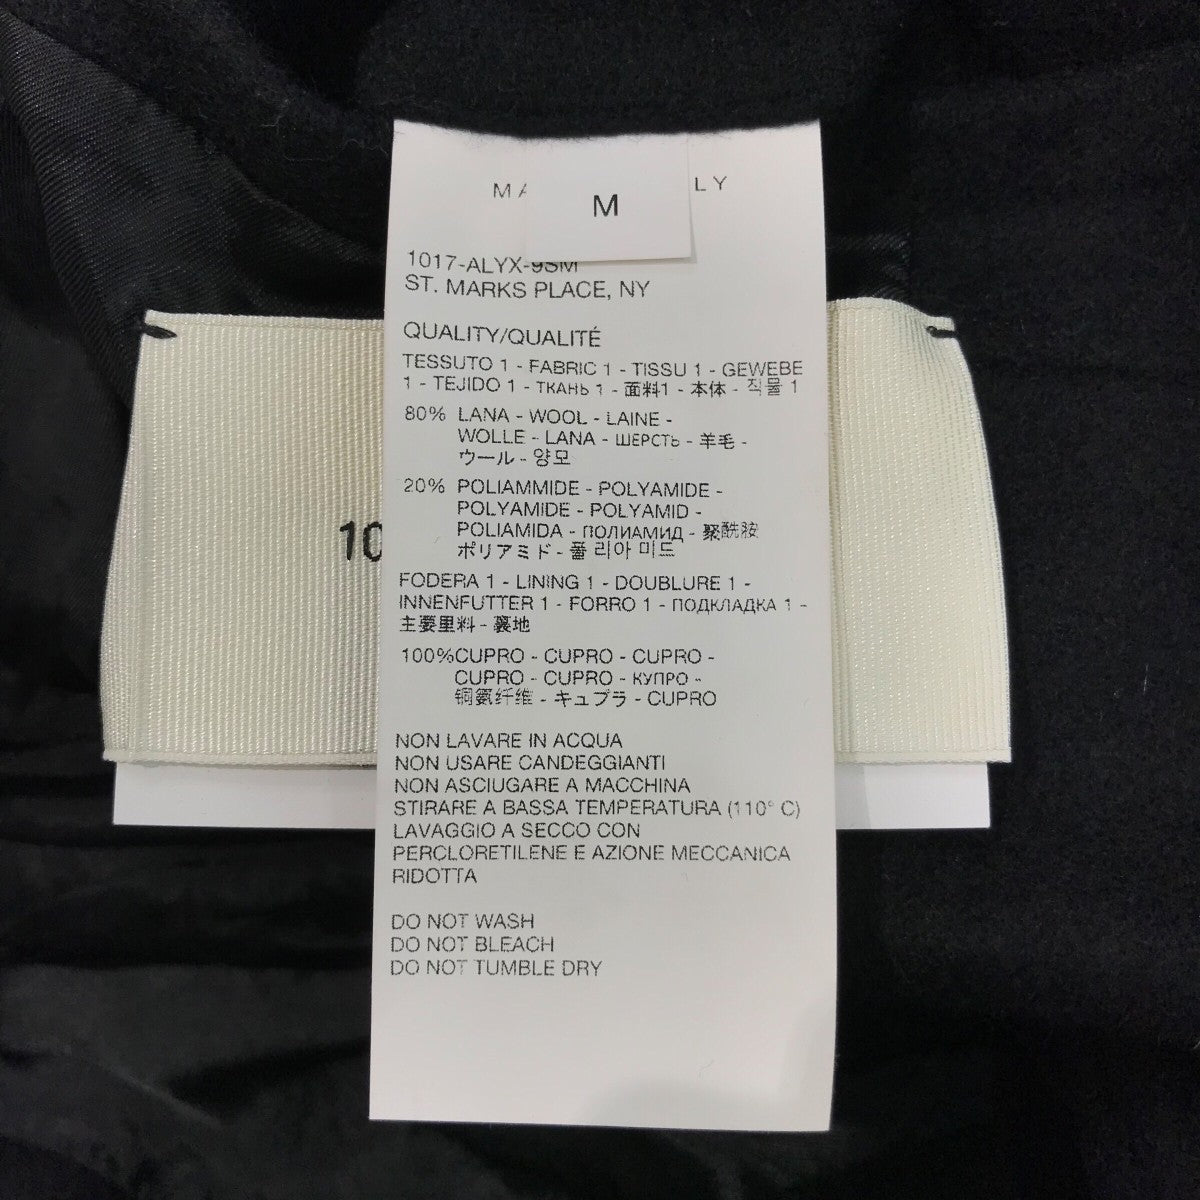 M
1017-ALYX-9SM
ST. MARKS PLACE, NY
QUALITY/QUALITÉ
TESSUTO 1 - FABRIC 1 - TISSU 1 - GEWEBE
1 - TEJIDO 1 - ТКАНЬ 1 - 面料1 - 本体 - 직물 1
80% LANA - WOOL - LAINE -
WOLLE - LANA - ШЕРСТЬ - 羊毛 -
ウール - 양모
20% POLIAMMIDE - POLYAMIDE -
POLYAMIDE - POLYAMID -
POLIAMIDA - ПОЛИАМИД - 聚酰胺
ポリアミド - 폴 리아 미드
FODERA 1 - LINING 1 - DOUBLURE 1 -
INNENFUTTER 1 - FORRO 1 - ПОДКЛАДКА 1 -
主要里料 - 裏地
100% CUPRO - CUPRO - CUPRO -
CUPRO - CUPRO - КУПРО -
铜氨纤维 - キュプラ - CUPRO
NON LAVARE IN ACQUA
NON USARE CANDEGGIANTI
NON ASCIUGARE A MACCHINA
STIRARE A BASSA TEMPERATURA (110° C)
LAVAGGIO A SECCO CON
PERCLORETILENE E AZIONE MECCANICA
RIDOTTA
DO NOT WASH
DO NOT BLEACH
DO NOT TUMBLE DRY
10